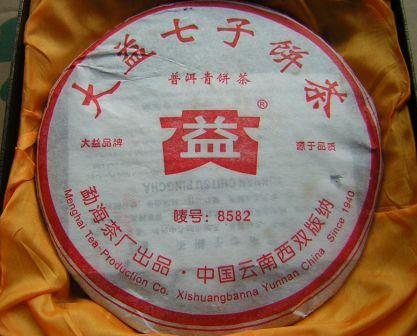 大益七子饼茶
普洱青饼茶
益®
大益品牌
源于品质
唛号: 8582
勐海茶厂出品·中国云南西双版纳
Menghai Tea Production Co. Xishuangbanna Yunnan China Since 1940